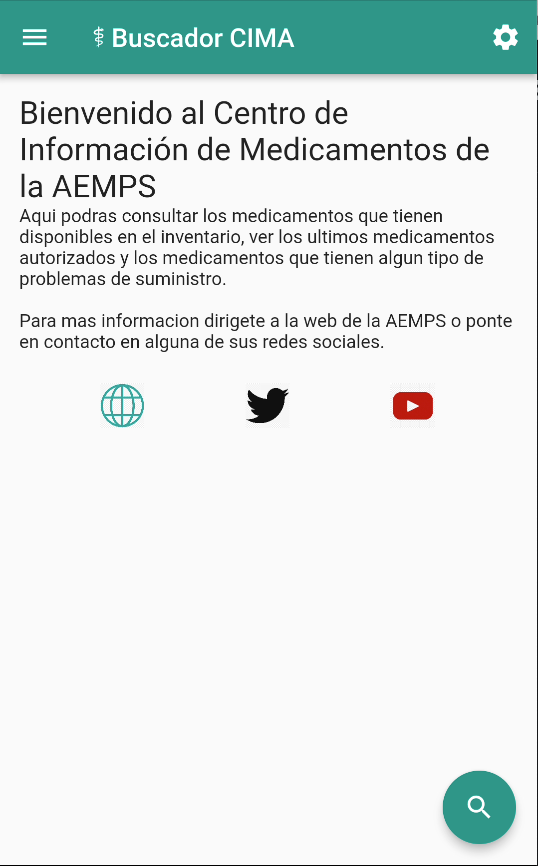 ⚕ Buscador CIMA
Bienvenido al Centro de
Información de Medicamentos de
la AEMPS
Aqui podras consultar los medicamentos que tienen
disponibles en el inventario, ver los ultimos medicamentos
autorizados y los medicamentos que tienen algun tipo de
problemas de suministro.
Para mas informacion dirigete a la web de la AEMPS o ponte
en contacto en alguna de sus redes sociales.